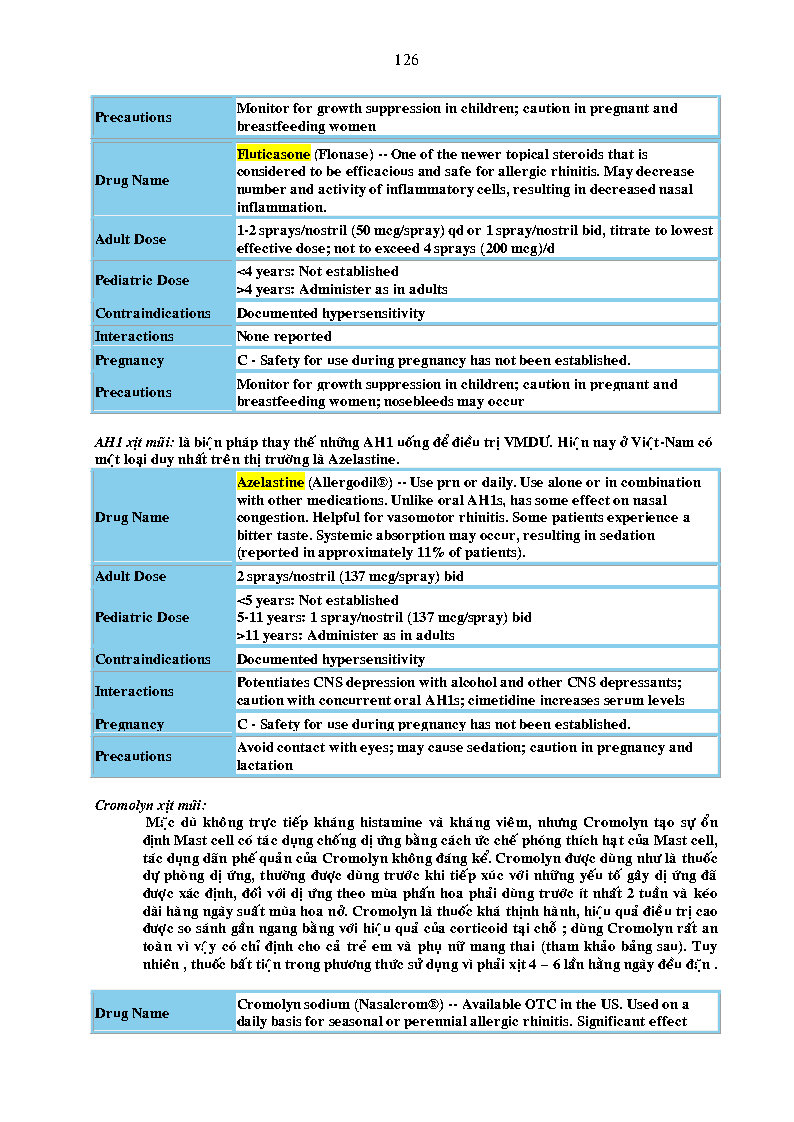 126
Precautions
Monitor for growth suppression in children; caution in pregnant and
breastfeeding women
Drug Name
Fluticasone (Flonase) -- One of the newer topical steroids that is
considered to be efficacious and safe for allergic rhinitis. May decrease
number and activity of inflammatory cells, resulting in decreased nasal
inflammation.
Adult Dose
1-2 sprays/nostril (50 mcg/spray) qd or 1 spray/nostril bid, titrate to lowest
effective dose; not to exceed 4 sprays (200 mcg)/d
Pediatric Dose
<4 years: Not established
>4 years: Administer as in adults
Contraindications
Documented hypersensitivity
Interactions
None reported
Pregnancy
C - Safety for use during pregnancy has not been established.
Precautions
Monitor for growth suppression in children; caution in pregnant and
breastfeeding women; nosebleeds may occur
AH1 xịt mũi: là biện pháp thay thế những AH1 uống để điều trị VMDƯ. Hiện nay ở Việt-Nam có
một loại duy nhất trên thị trường là Azelastine.
Drug Name
Azelastine (Allergodil®) -- Use prn or daily. Use alone or in combination
with other medications. Unlike oral AH1s, has some effect on nasal
congestion. Helpful for vasomotor rhinitis. Some patients experience a
bitter taste. Systemic absorption may occur, resulting in sedation
(reported in approximately 11% of patients).
Adult Dose
2 sprays/nostril (137 mcg/spray) bid
Pediatric Dose
<5 years: Not established
5-11 years: 1 spray/nostril (137 mcg/spray) bid
>11 years: Administer as in adults
Contraindications
Documented hypersensitivity
Interactions
Potentiates CNS depression with alcohol and other CNS depressants;
caution with concurrent oral AH1s; cimetidine increases serum levels
Pregnancy
C - Safety for use during pregnancy has not been established.
Precautions
Avoid contact with eyes; may cause sedation; caution in pregnancy and
lactation
Cromolyn xịt mũi:
Mặc dù không trực tiếp kháng histamine và kháng viêm, nhưng Cromolyn tạo sự ổn
định Mast cell có tác dụng chống dị ứng bằng cách ức chế phóng thích hạt của Mast cell,
tác dụng dãn phế quản của Cromolyn không đáng kể. Cromolyn được dùng như là thuốc
dự phòng dị ứng, thường được dùng trước khi tiếp xúc với những yếu tố gây dị ứng đã
được xác định, đối với dị ứng theo mùa phấn hoa phải dùng trước ít nhất 2 tuần và kéo
dài hàng ngày suất mùa hoa nở. Cromolyn là thuốc khá thịnh hành, hiệu quả điều trị cao
được so sánh gần ngang bằng với hiệu quả của corticoid tại chỗ ; dùng Cromolyn rất an
toàn vì vậy có chỉ định cho cả trẻ em và phụ nữ mang thai (tham khảo bảng sau). Tuy
nhiên , thuốc bất tiện trong phương thức sử dụng vì phải xịt 4 – 6 lần hằng ngày đều đặn .
Drug Name
Cromolyn sodium (Nasalcrom®) -- Available OTC in the US. Used on a
daily basis for seasonal or perennial allergic rhinitis. Significant effect